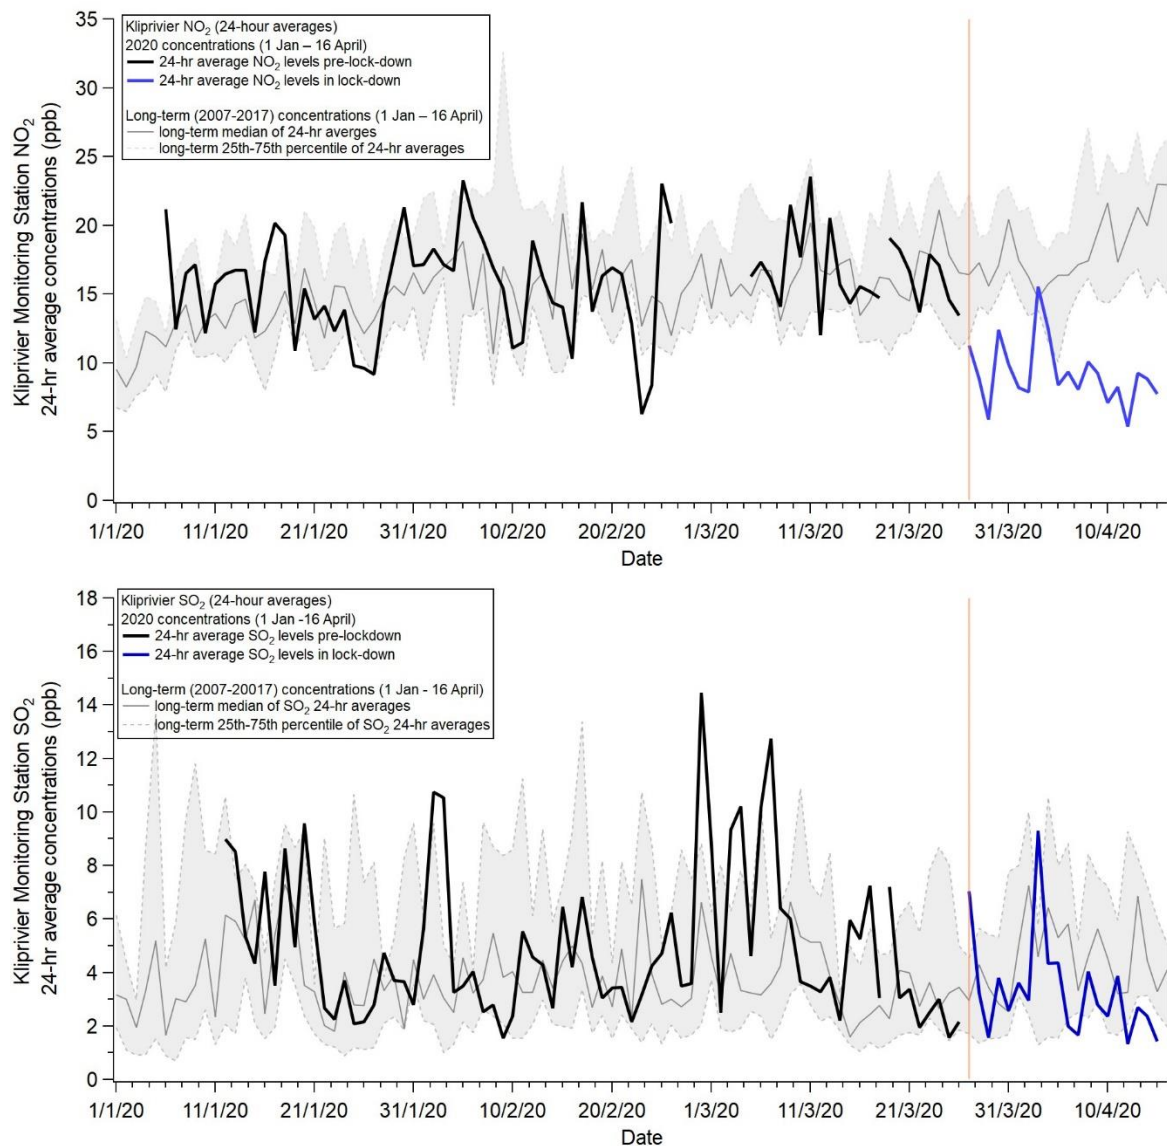 Kliprivier Monitoring Station NO₂
24-hr average concentrations (ppb)
35
30
25
20
15
10
5
0
Kliprivier NO₂ (24-hour averages)
2020 concentrations (1 Jan – 16 April)
24-hr average NO₂ levels pre-lock-down
24-hr average NO₂ levels in lock-down
Long-term (2007-2017) concentrations (1 Jan – 16 April)
long-term median of 24-hr averges
long-term 25th-75th percentile of 24-hr averages
1/1/20 11/1/20 21/1/20 31/1/20 10/2/20 20/2/20 1/3/20 11/3/20 21/3/20 31/3/20 10/4/20
Date
Kliprivier Monitoring Station SO₂
24-hr average concentrations (ppb)
18
16
14
12
10
8
6
4
2
0
Kliprivier SO₂ (24-hour averages)
2020 concentrations (1 Jan -16 April)
24-hr average SO₂ levels pre-lockdown
24-hr average SO₂ levels in lock-down
Long-term (2007-20017) concentrations (1 Jan - 16 April)
long-term median of SO₂ 24-hr averages
long-term 25th-75th percentile of SO₂ 24-hr averages
1/1/20 11/1/20 21/1/20 31/1/20 10/2/20 20/2/20 1/3/20 11/3/20 21/3/20 31/3/20 10/4/20
Date